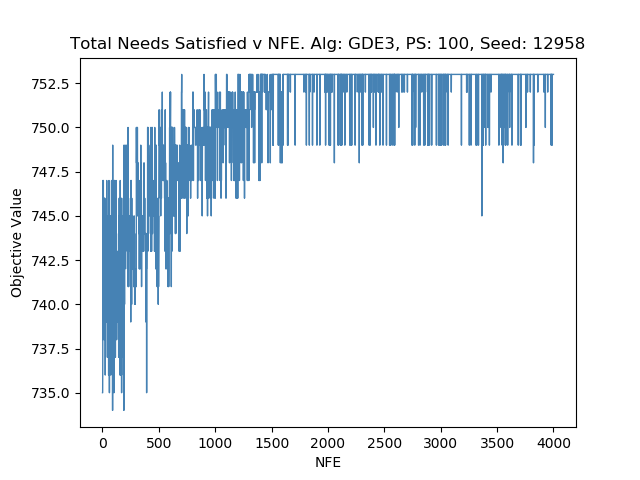 Total Needs Satisfied v NFE. Alg: GDE3, PS: 100, Seed: 12958
752.5
750.0
747.5
745.0
742.5
740.0
737.5
735.0
Objective Value
0 500 1000 1500 2000 2500 3000 3500 4000
NFE